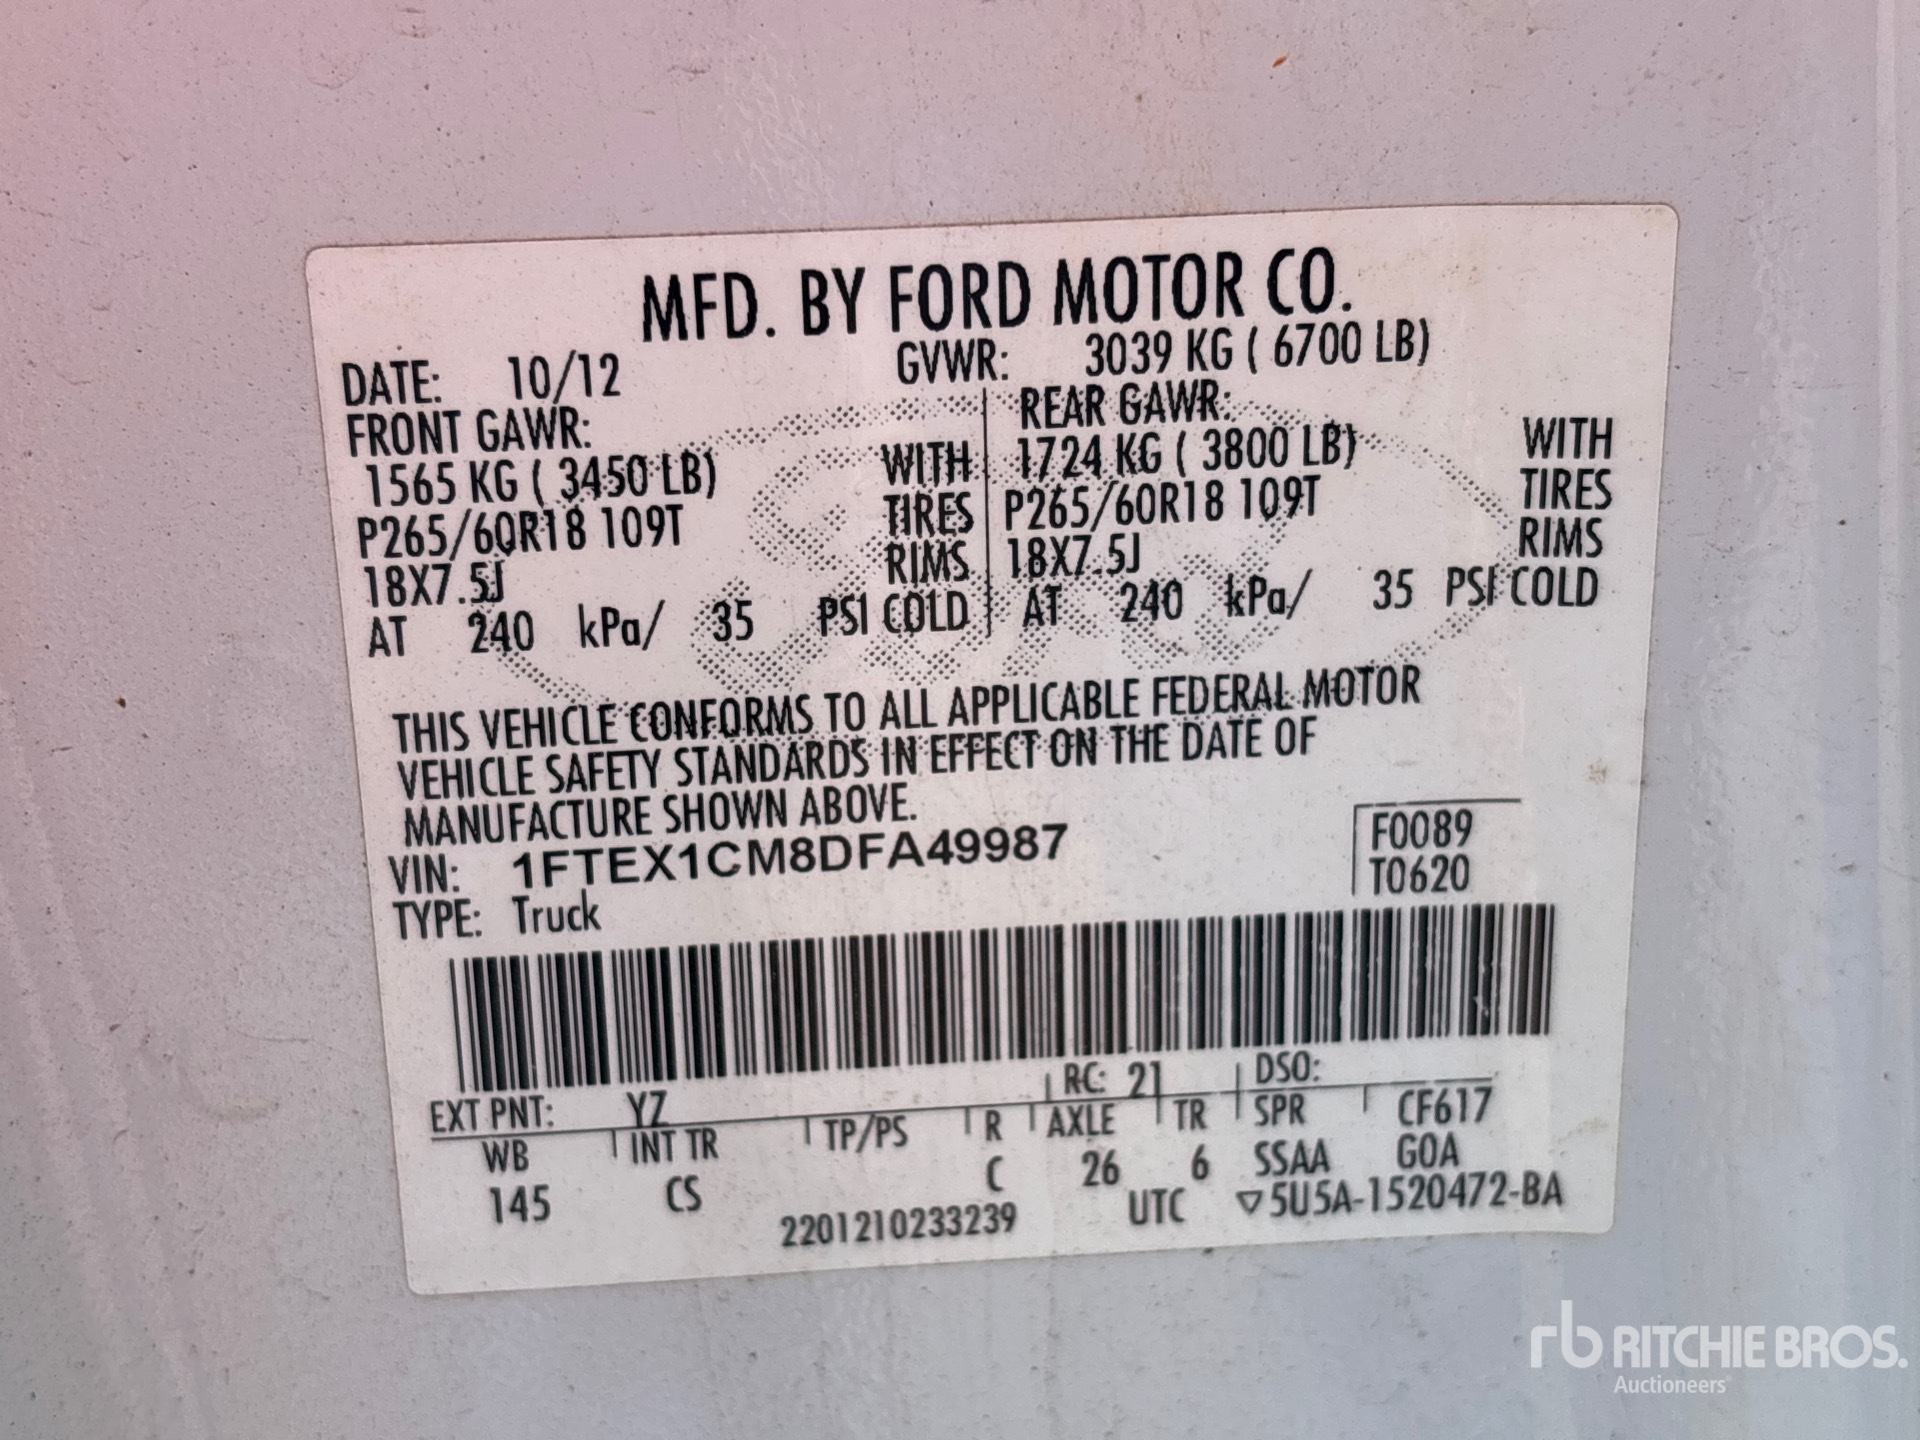 MFD. BY FORD MOTOR CO.
DATE: 10/12 GVWR: 3039 KG ( 6700 LB)
FRONT GAWR: REAR GAWR:
1565 KG ( 3450 LB) WITH 1724 KG ( 3800 LB) WITH
P265/60R18 109T TIRES P265/60R18 109T TIRES
18X7.5J RIMS 18X7.5J RIMS
AT 240 kPa/ 35 PSI COLD AT 240 kPa/ 35 PSI COLD
THIS VEHICLE CONFORMS TO ALL APPLICABLE FEDERAL MOTOR
VEHICLE SAFETY STANDARDS IN EFFECT ON THE DATE OF
MANUFACTURE SHOWN ABOVE.
VIN: 1FTEX1CM8DFA49987 F0089
TYPE: Truck T0620
EXT PNT: YZ RC: 21 DSO:
WB INT TR TP/PS R AXLE TR SPR CF617
145 CS C 26 6 SSAA GOA
2201210233239 UTC ▽5U5A-1520472-BA
rb RITCHIE BROS.
Auctioneers